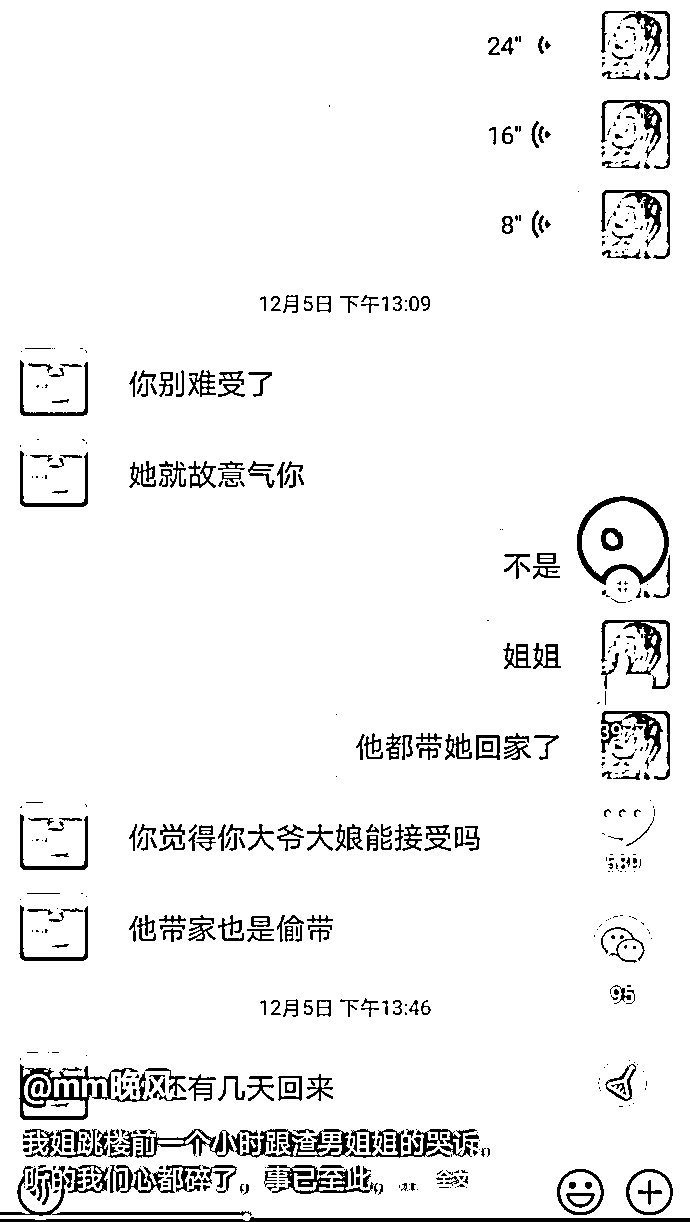 24"
16"
8"
12月5日 下午13:09
你别难受了
她就故意气你
不是
姐姐
他都带她回家了
你觉得你大爷大娘能接受吗
他带家也是偷带
12月5日 下午13:46
95
还有几天回来
@mm晚风
我姐跳楼前一个小时跟渣男姐姐的哭诉。
听的我们心都碎了。事已至此。... 全文